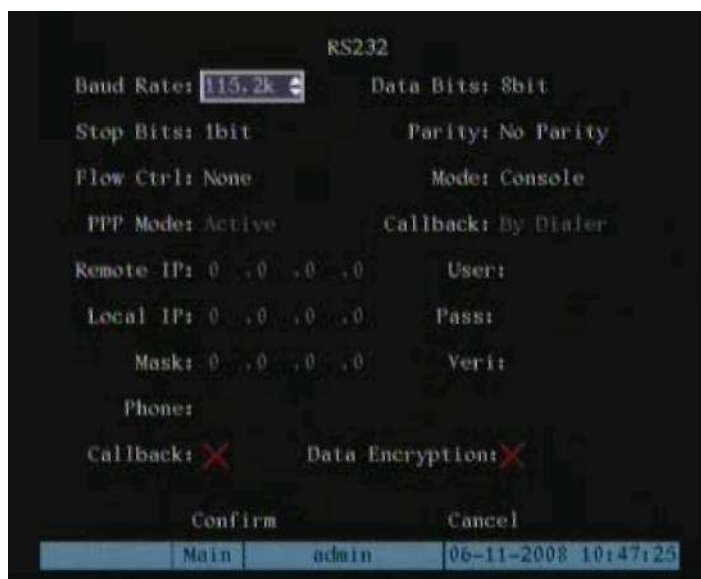 RS232
Baud Rate: 115.2k Data Bits: 8bit
Stop Bits: 1bit Parity: No Parity
Flow Ctrl: None Mode: Console
PPP Mode: Active Callback: By Dialer
Remote IP: 0 .0 .0 .0 User:
Local IP: 0 .0 .0 .0 Pass:
Mask: 0 .0 .0 .0 Veri:
Phone:
Callback: Data Encryption:
Confirm Cancel
Main admin 06-11-2008 10:47:25